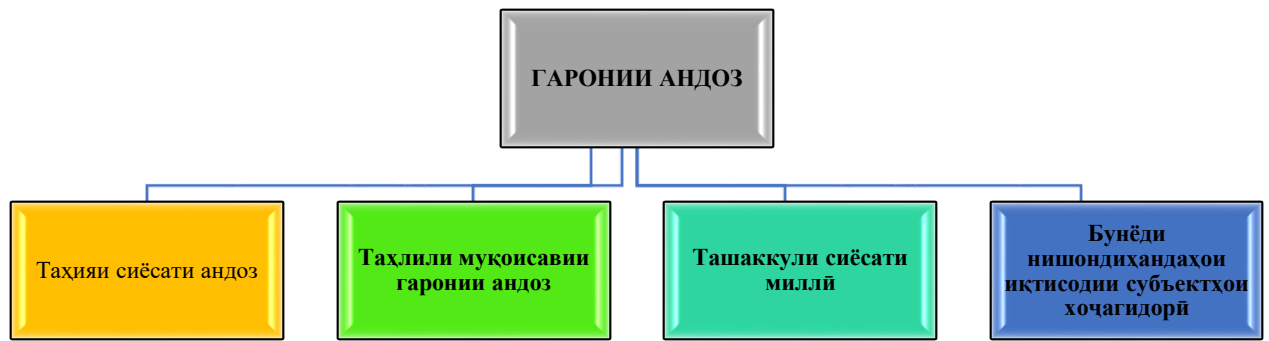 ГАРОНИИ АНДОЗ
Таҳияи сиёсати андоз
Таҳлили муқоисавии
гаронии андоз
Ташаккули сиёсати
миллӣ
Бунёди
нишондиҳандаҳои
иқтисодии субъектҳои
хоҷагидорӣ